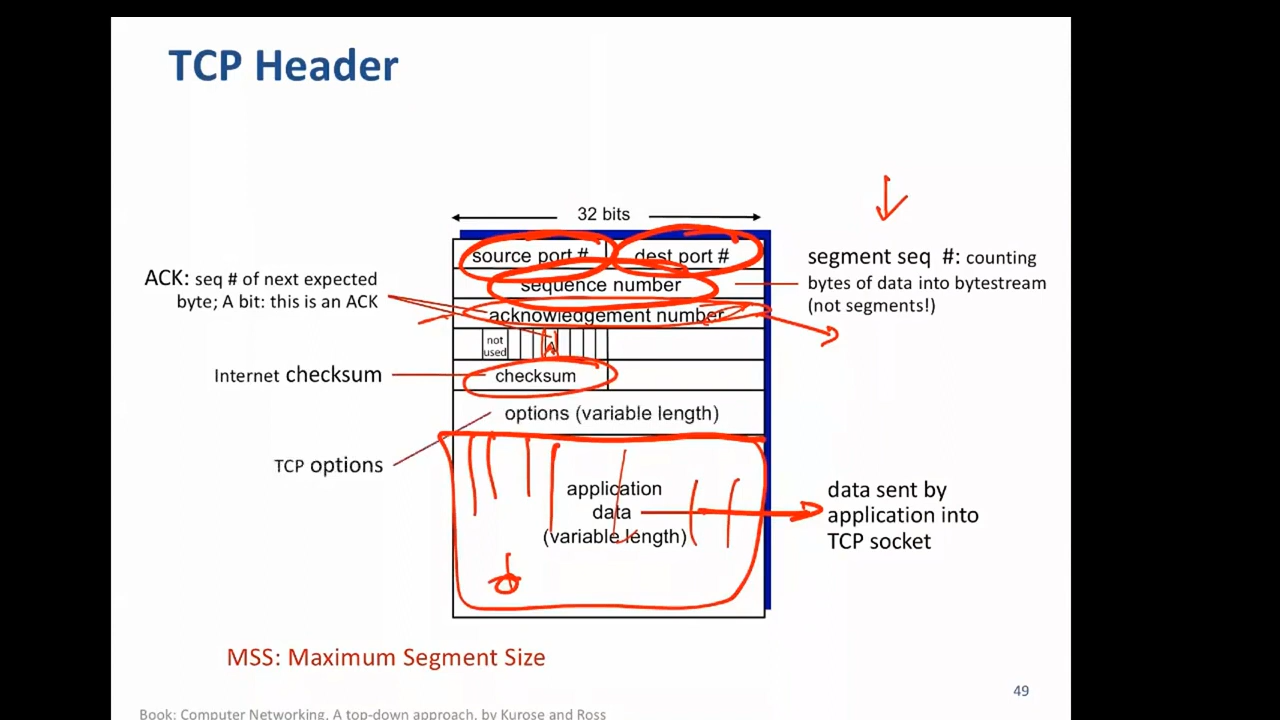 TCP Header
32 bits
source port #
dest port #
sequence number
acknowledgement number
not
used
A
checksum
options (variable length)
application
data
(variable length)
ACK: seq # of next expected
byte; A bit: this is an ACK
Internet checksum
TCP options
segment seq #: counting
bytes of data into bytestream
(not segments!)
data sent by
application into
TCP socket
MSS: Maximum Segment Size
49
Book: Computer Networking, A top-down approach, by Kurose and Ross